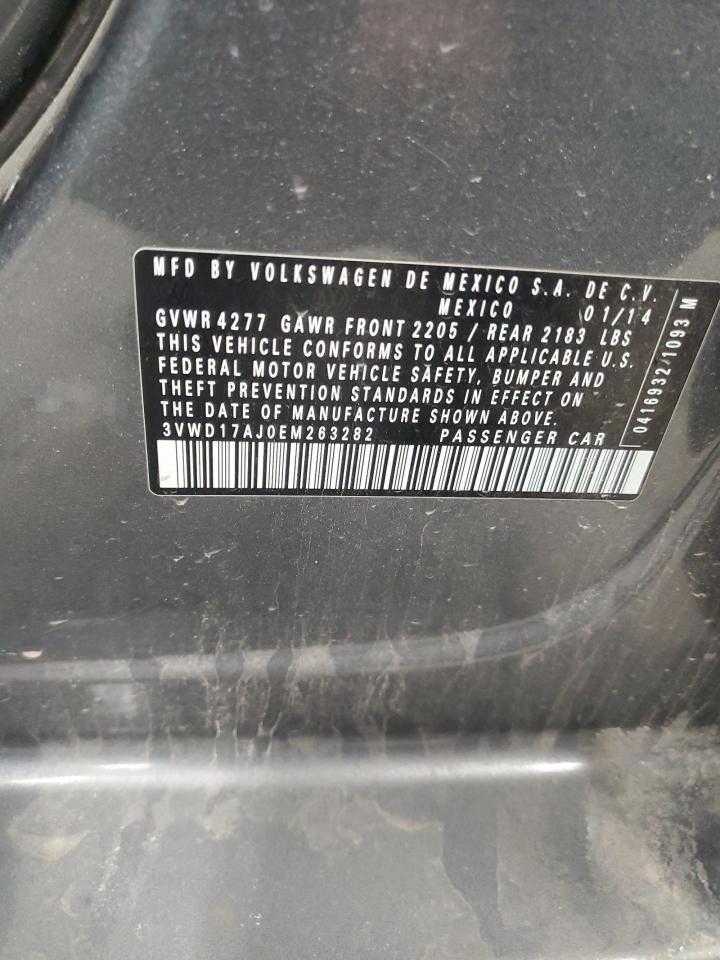 MFD BY VOLKSWAGEN DE MEXICO S.A. DE C.V.
MEXICO 01/14
GVWR 4277 GAWR FRONT 2205 / REAR 2183 LBS
THIS VEHICLE CONFORMS TO ALL APPLICABLE U.S.
FEDERAL MOTOR VEHICLE SAFETY, BUMPER AND
THEFT PREVENTION STANDARDS IN EFFECT ON
THE DATE OF MANUFACTURE SHOWN ABOVE.
3VWD17AJ0EM263282 PASSENGER CAR
0416932/1093 M